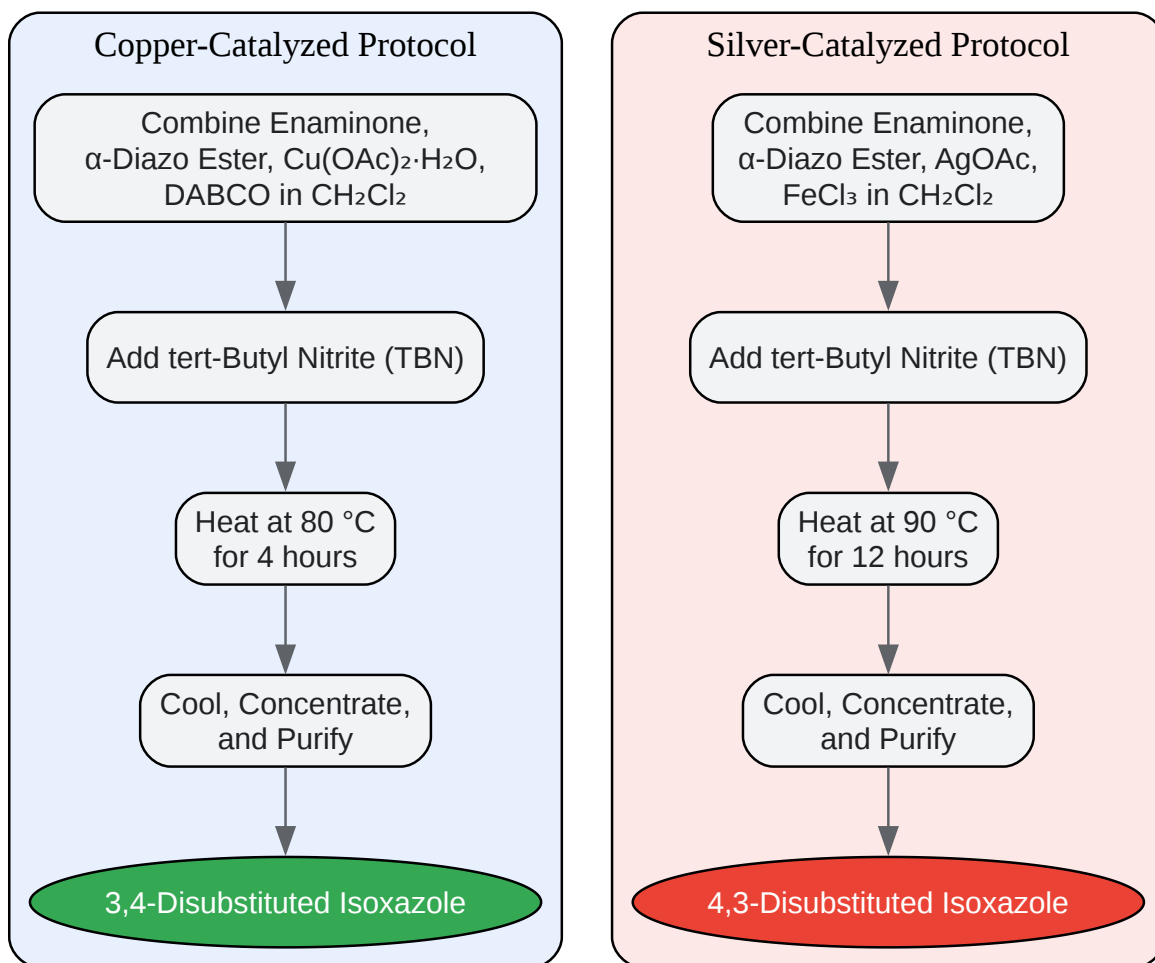 Copper-Catalyzed Protocol
Combine Enaminone,
α-Diazo Ester, Cu(OAc)₂·H₂O,
DABCO in CH₂Cl₂
Add tert-Butyl Nitrite (TBN)
Heat at 80 °C
for 4 hours
Cool, Concentrate,
and Purify
3,4-Disubstituted Isoxazole
Silver-Catalyzed Protocol
Combine Enaminone,
α-Diazo Ester, AgOAc,
FeCl₃ in CH₂Cl₂
Add tert-Butyl Nitrite (TBN)
Heat at 90 °C
for 12 hours
Cool, Concentrate,
and Purify
4,3-Disubstituted Isoxazole